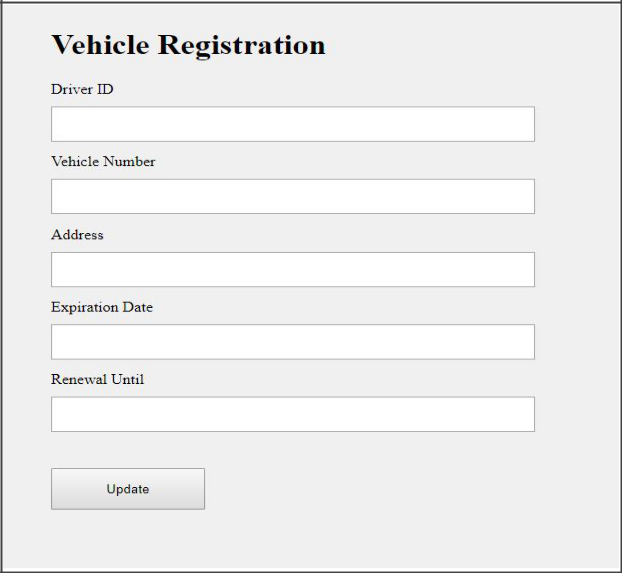 Vehicle Registration
Driver ID
Vehicle Number
Address
Expiration Date
Renewal Until
Update